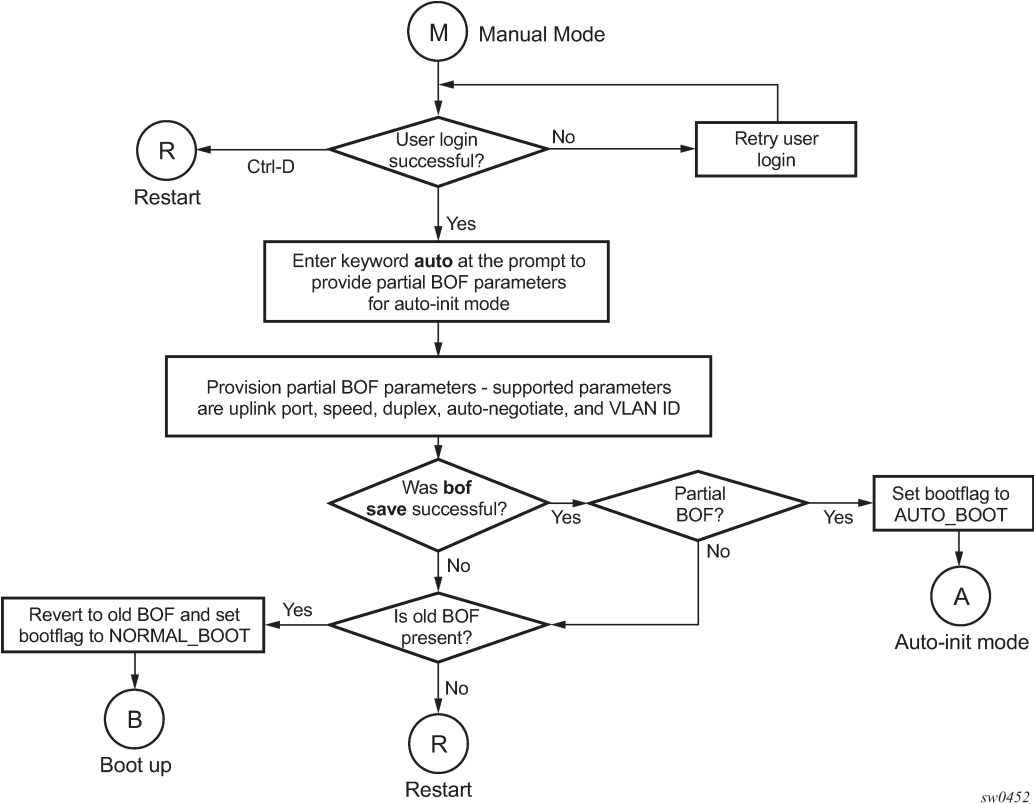 M
Manual Mode
User login
successful?
No
Retry user
login
R
Ctrl-D
Restart
Yes
Enter keyword auto at the prompt to
provide partial BOF parameters
for auto-init mode
Provision partial BOF parameters - supported parameters
are uplink port, speed, duplex, auto-negotiate, and VLAN ID
Was bof
save successful?
Yes
Partial
BOF?
Yes
Set bootflag to
AUTO_BOOT
No
No
A
Auto-init mode
Is old BOF
present?
Yes
Revert to old BOF and set
bootflag to NORMAL_BOOT
No
B
Boot up
R
Restart
sw0452